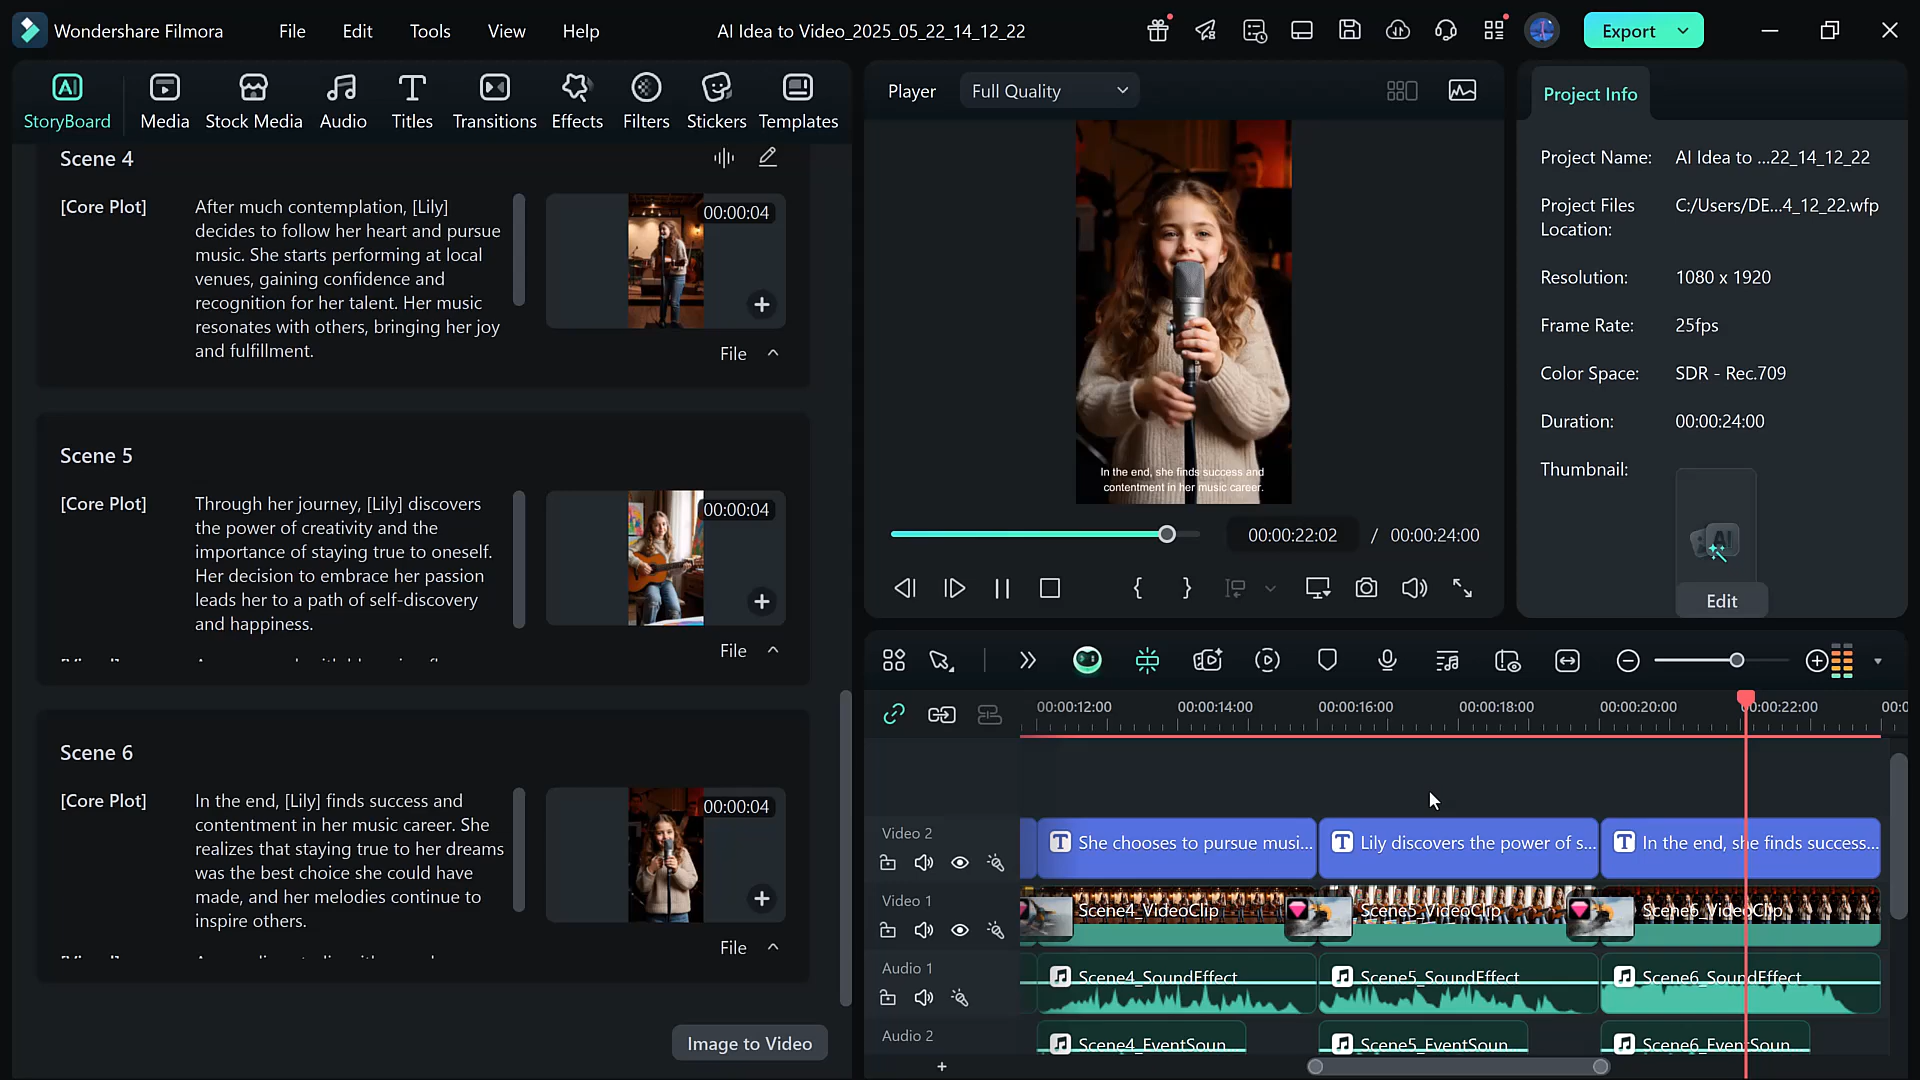 Wondershare Filmora
File
Edit
Tools
View
Help
AI Idea to Video_2025_05_22_14_12_22
Export
AI
StoryBoard
Media
Stock Media
Audio
Titles
Transitions
Effects
Filters
Stickers
Templates
Scene 4
[Core Plot]
After much contemplation, [Lily]
decides to follow her heart and pursue
music. She starts performing at local
venues, gaining confidence and
recognition for her talent. Her music
resonates with others, bringing her joy
and fulfillment.
00:00:04
File
Scene 5
[Core Plot]
Through her journey, [Lily] discovers
the power of creativity and the
importance of staying true to oneself.
Her decision to embrace her passion
leads her to a path of self-discovery
and happiness.
00:00:04
File
Scene 6
[Core Plot]
In the end, [Lily] finds success and
contentment in her music career. She
realizes that staying true to her dreams
was the best choice she could have
made, and her melodies continue to
inspire others.
00:00:04
File
Image to Video
Player
Full Quality
In the end, she finds success and
contentment in her music career.
00:00:22:02 / 00:00:24:00
Project Info
Project Name: AI Idea to ...22_14_12_22
Project Files Location: C:/Users/DE...4_12_22.wfp
Resolution: 1080 x 1920
Frame Rate: 25fps
Color Space: SDR - Rec.709
Duration: 00:00:24:00
Thumbnail:
AI
Edit
00:00:12:00
00:00:14:00
00:00:16:00
00:00:18:00
00:00:20:00
00:00:22:00
Video 2
She chooses to pursue musi...
Lily discovers the power of s...
In the end, she finds success...
Video 1
Scene4_VideoClip
Scene5_VideoClip
Scene6_VideoClip
Audio 1
Scene4_SoundEffect
Scene5_SoundEffect
Scene6_SoundEffect
Audio 2
Scene4_EventSoun
Scene5_EventSoun
Scene6_EventSoun